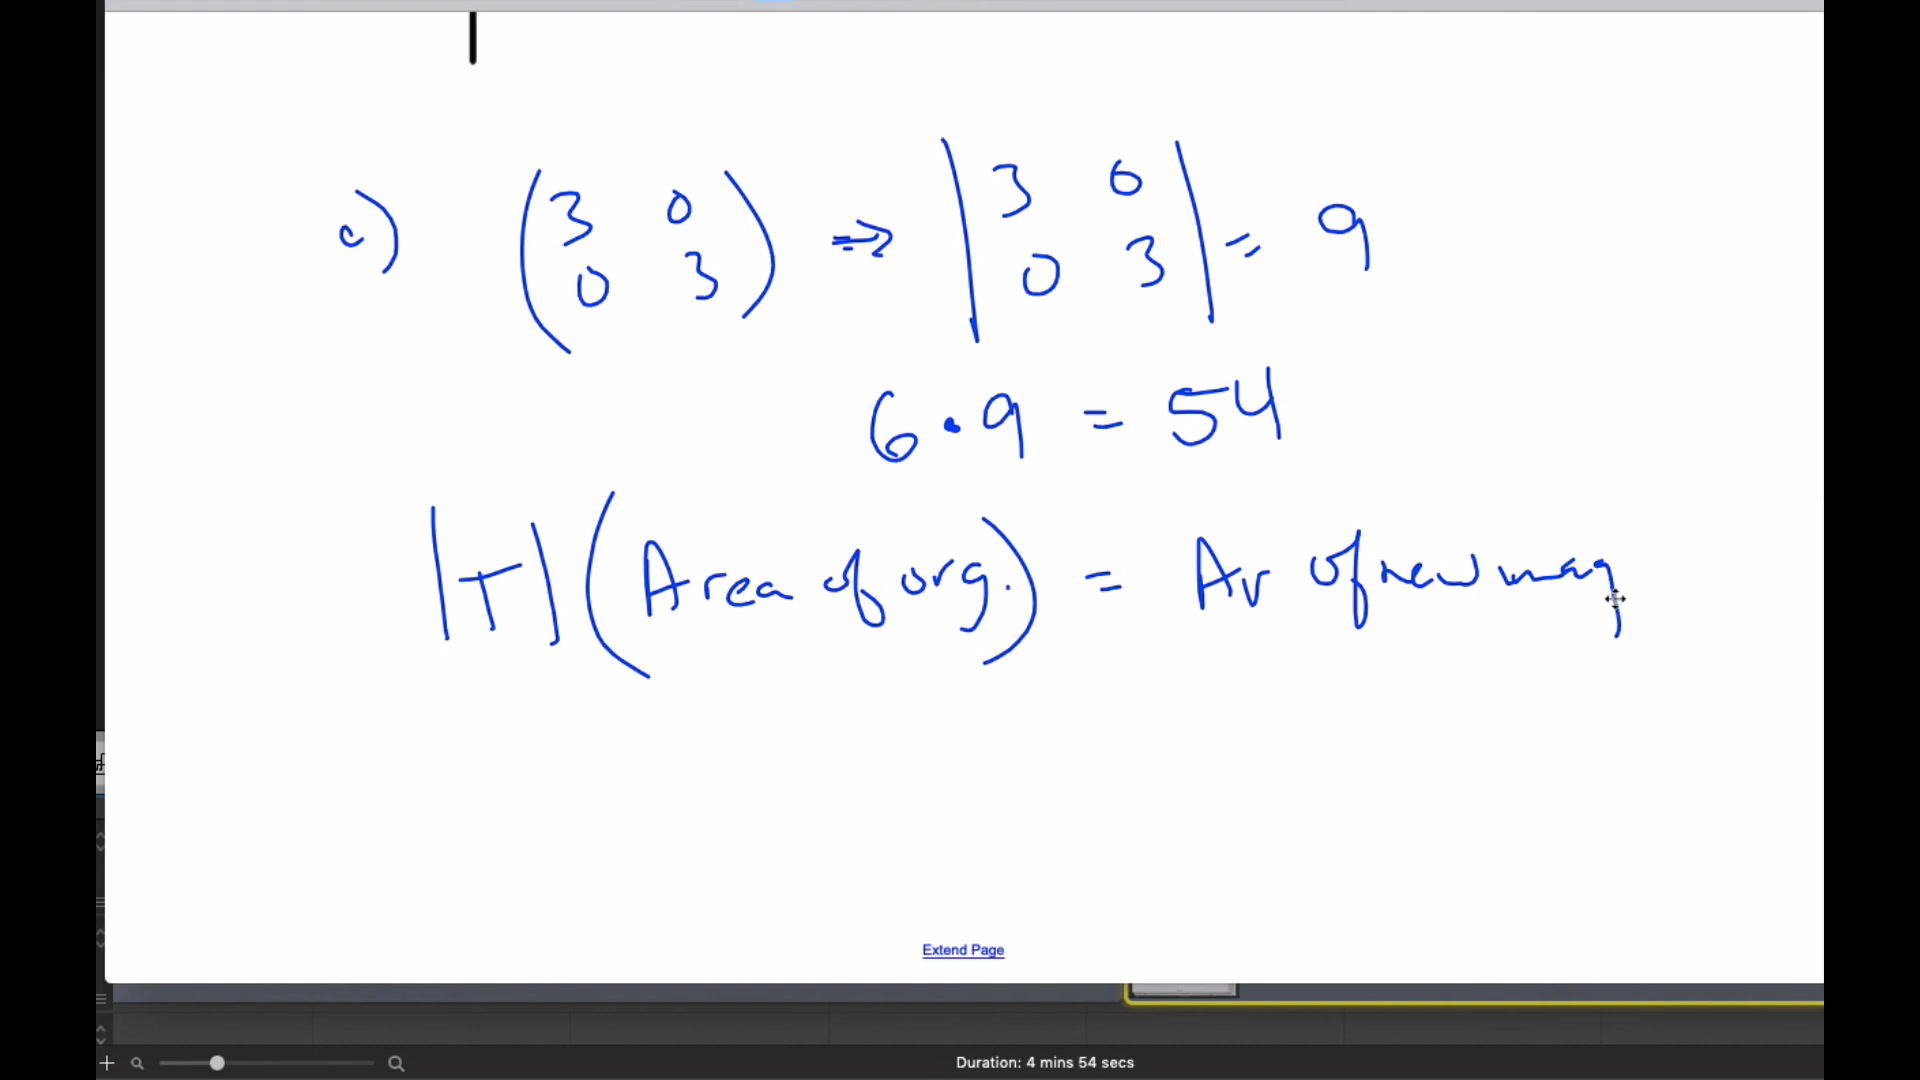 c) (3 0 0 3) => |3 0 0 3| = 9
6 . 9 = 54
|T| (Area of org.) = Ar of new
Extend Page
Duration: 4 mins 54 secs